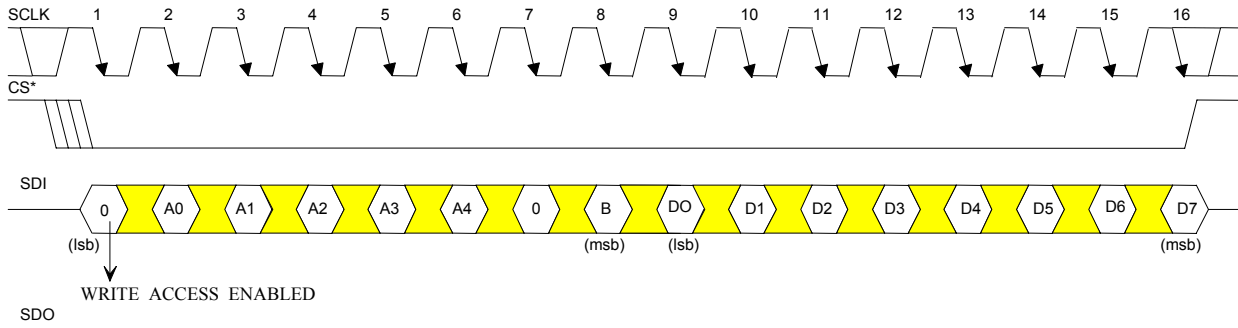 SCLK 1 2 3 4 5 6 7 8 9 10 11 12 13 14 15 16
CS*
SDI
0 A0 A1 A2 A3 A4 0 B DO D1 D2 D3 D4 D5 D6 D7
(lsb) (msb) (lsb) (msb)
WRITE ACCESS ENABLED
SDO